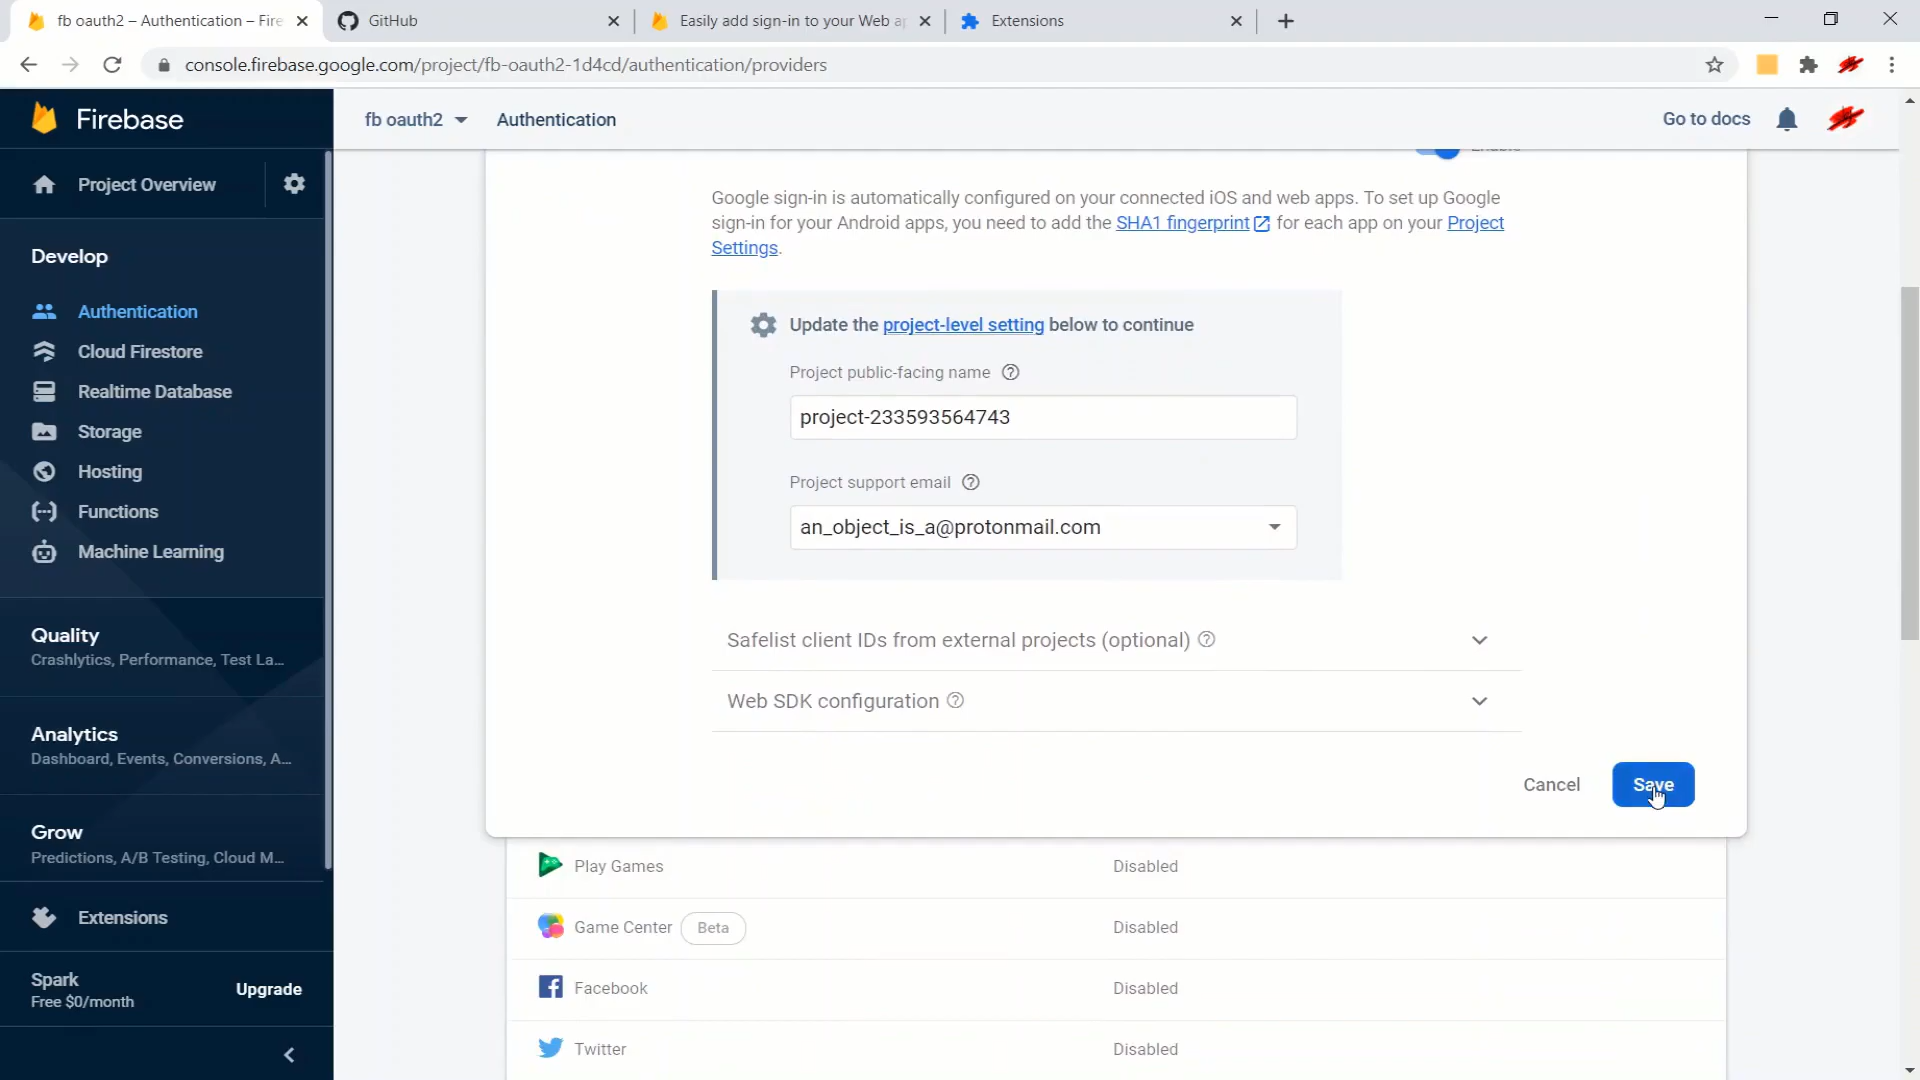 fb oauth2 – Authentication – Fire
GitHub
Easily add sign-in to your Web ap
Extensions
console.firebase.google.com/project/fb-oauth2-1d4cd/authentication/providers
Firebase
fb oauth2
Authentication
Go to docs
Project Overview
Enable
Develop
Authentication
Cloud Firestore
Realtime Database
Storage
Hosting
Functions
Machine Learning
Quality
Crashlytics, Performance, Test La...
Analytics
Dashboard, Events, Conversions, A...
Grow
Predictions, A/B Testing, Cloud M...
Extensions
Spark
Free $0/month
Upgrade
Google sign-in is automatically configured on your connected iOS and web apps. To set up Google
sign-in for your Android apps, you need to add the SHA1 fingerprint for each app on your Project
Settings.
Update the project-level setting below to continue
Project public-facing name
project-233593564743
Project support email
an_object_is_a@protonmail.com
Safelist client IDs from external projects (optional)
Web SDK configuration
Cancel
Save
Play Games
Disabled
Game Center
Beta
Disabled
Facebook
Disabled
Twitter
Disabled